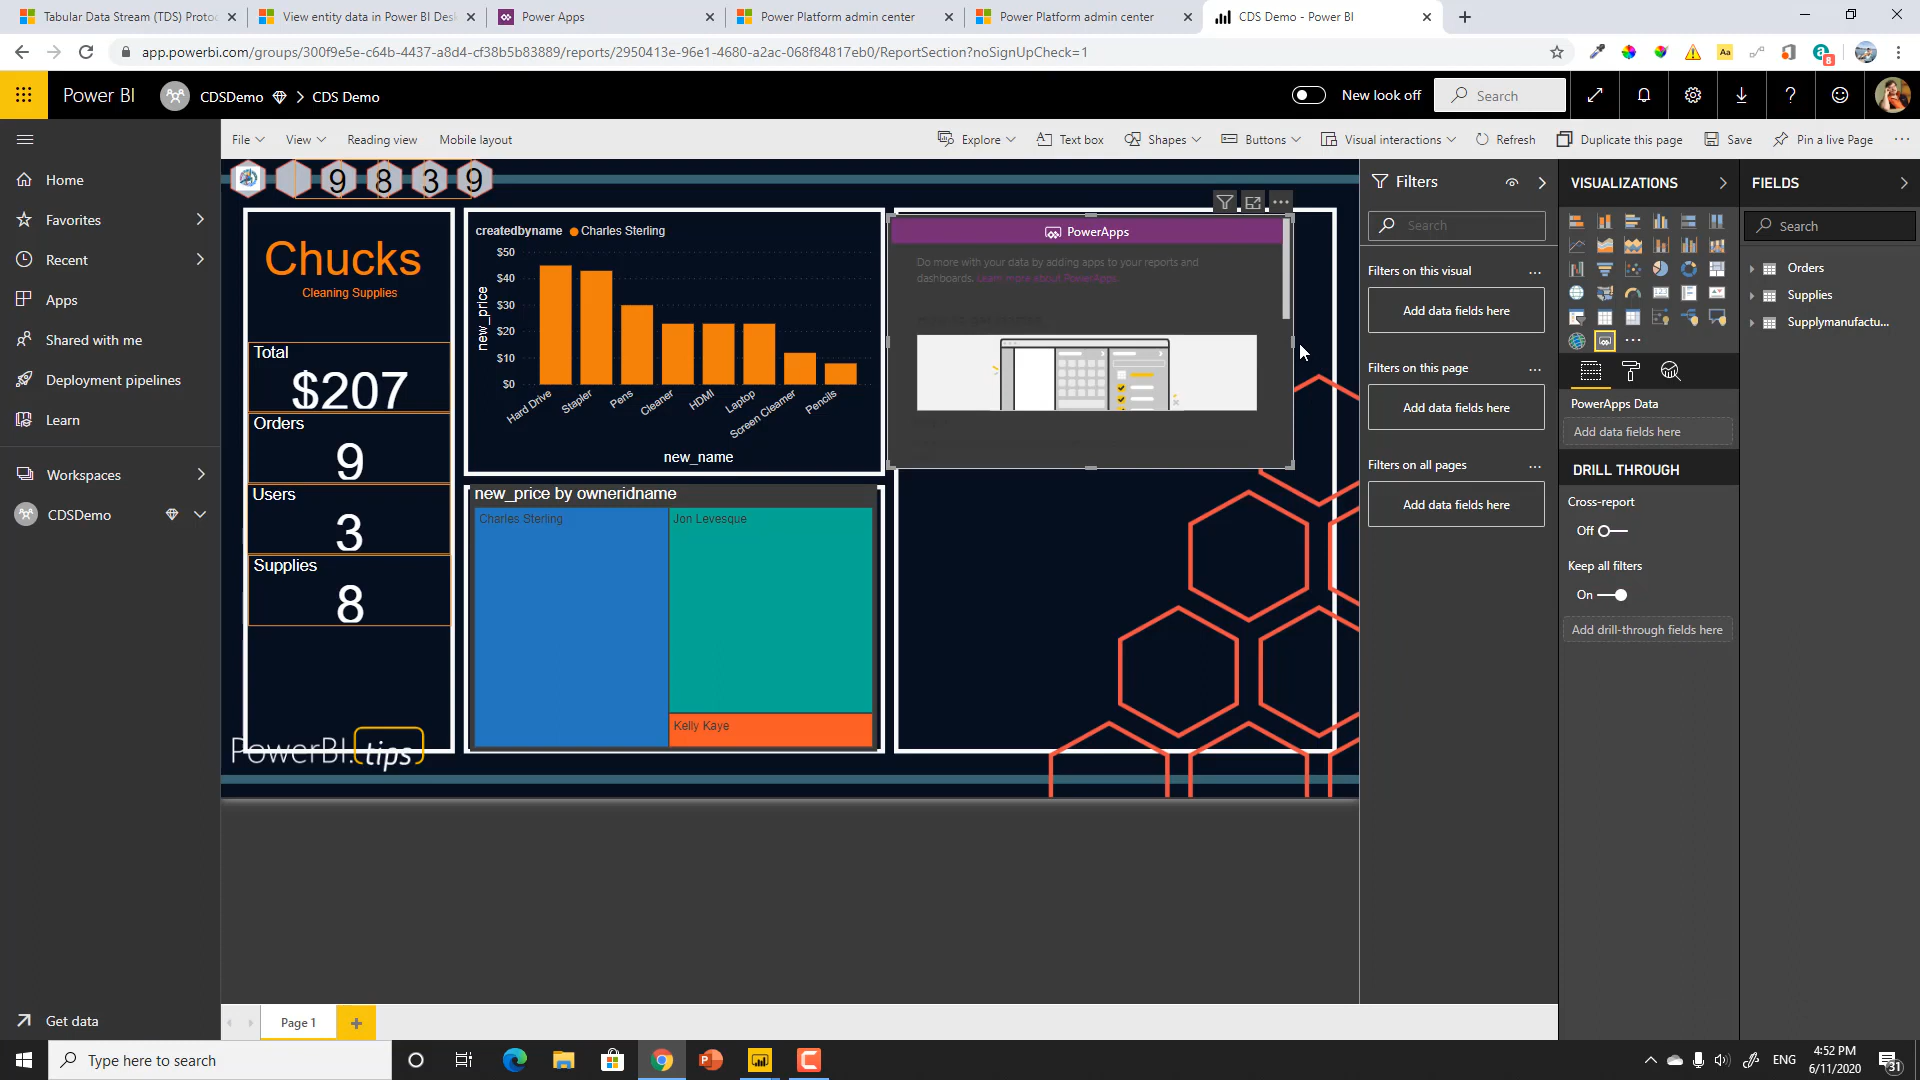 Tabular Data Stream (TDS) Protoc
View entity data in Power BI Desk
Power Apps
Power Platform admin center
Power Platform admin center
CDS Demo - Power BI
app.powerbi.com/groups/300f9e5e-c64b-4437-a8d4-cf38b5b83889/reports/2950413e-96e1-4680-a2ac-068f84817eb0/ReportSection?noSignUpCheck=1
Aa
8
Power BI
CDSDemo
CDS Demo
New look off
Search
File
View
Reading view
Mobile layout
Explore
Text box
Shapes
Buttons
Visual interactions
Refresh
Duplicate this page
Save
Pin a live Page
Home
Favorites
Recent
Apps
Shared with me
Deployment pipelines
Learn
Workspaces
CDSDemo
Get data
9 8 3 9
Chucks
Cleaning Supplies
Total
$207
Orders
9
Users
3
Supplies
8
PowerBI.tips
createdbyname Charles Sterling
new_price
$50
$40
$30
$20
$10
$0
Hard Drive
Stapler
Pens
Cleaner
HDMI
Laptop
Screen Cleamer
Pencils
new_name
new_price by owneridname
Charles Sterling
Jon Levesque
Kelly Kaye
PowerApps
Do more with your data by adding apps to your reports and
dashboards. Learn more about PowerApps.
Filters
Search
Filters on this visual
Add data fields here
Filters on this page
Add data fields here
Filters on all pages
Add data fields here
VISUALIZATIONS
PowerApps Data
Add data fields here
DRILL THROUGH
Cross-report
Off
Keep all filters
On
Add drill-through fields here
FIELDS
Search
Orders
Supplies
Supplymanufactu...
Page 1
Type here to search
ENG
4:52 PM
6/11/2020
31